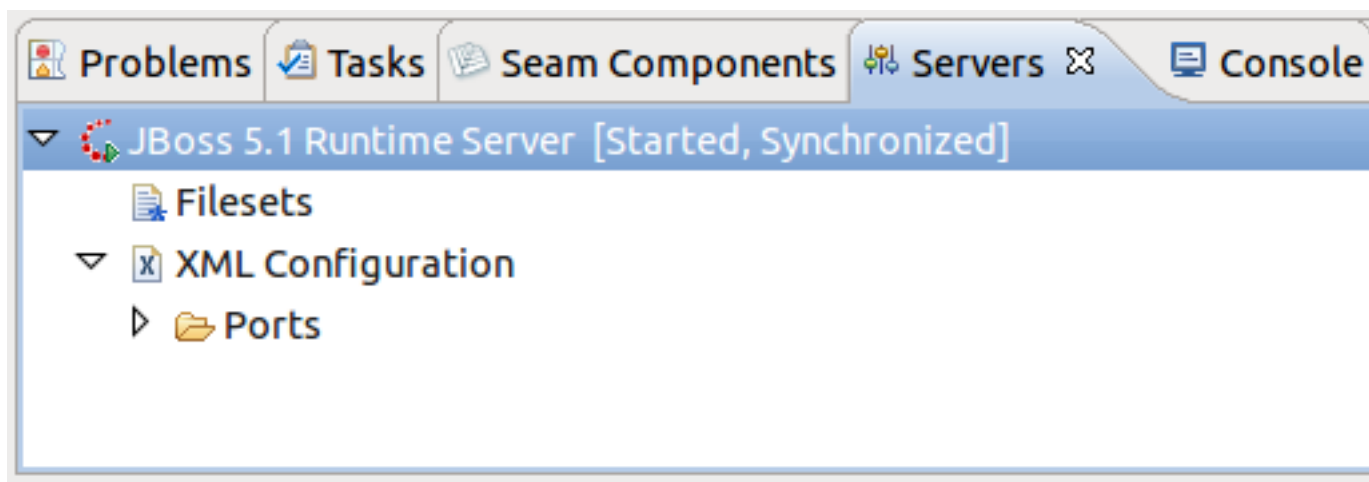 Problems Tasks Seam Components Servers Console
JBoss 5.1 Runtime Server [Started, Synchronized]
Filesets
XML Configuration
Ports